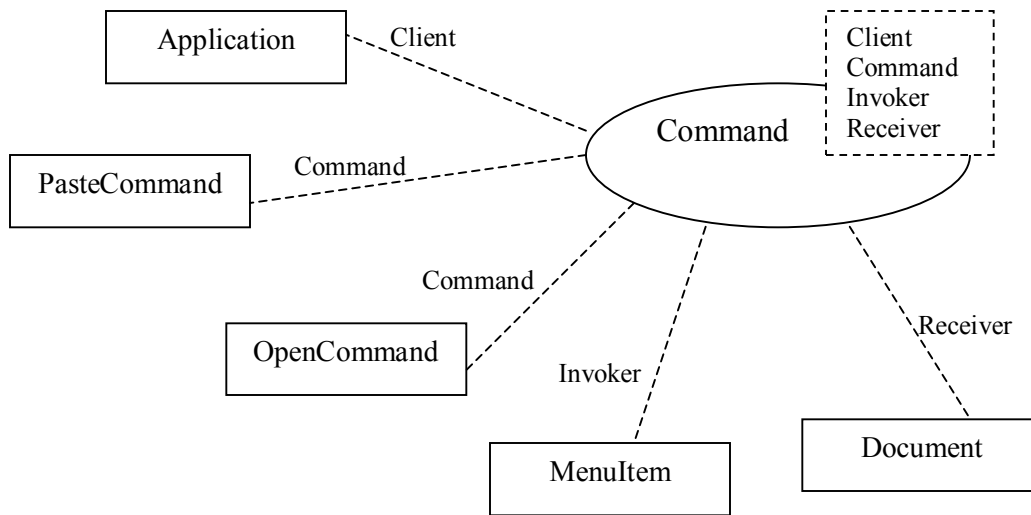 Application
Client
Client
Command
Invoker
Receiver
Command
PasteCommand
Command
Command
OpenCommand
Invoker
Receiver
MenuItem
Document